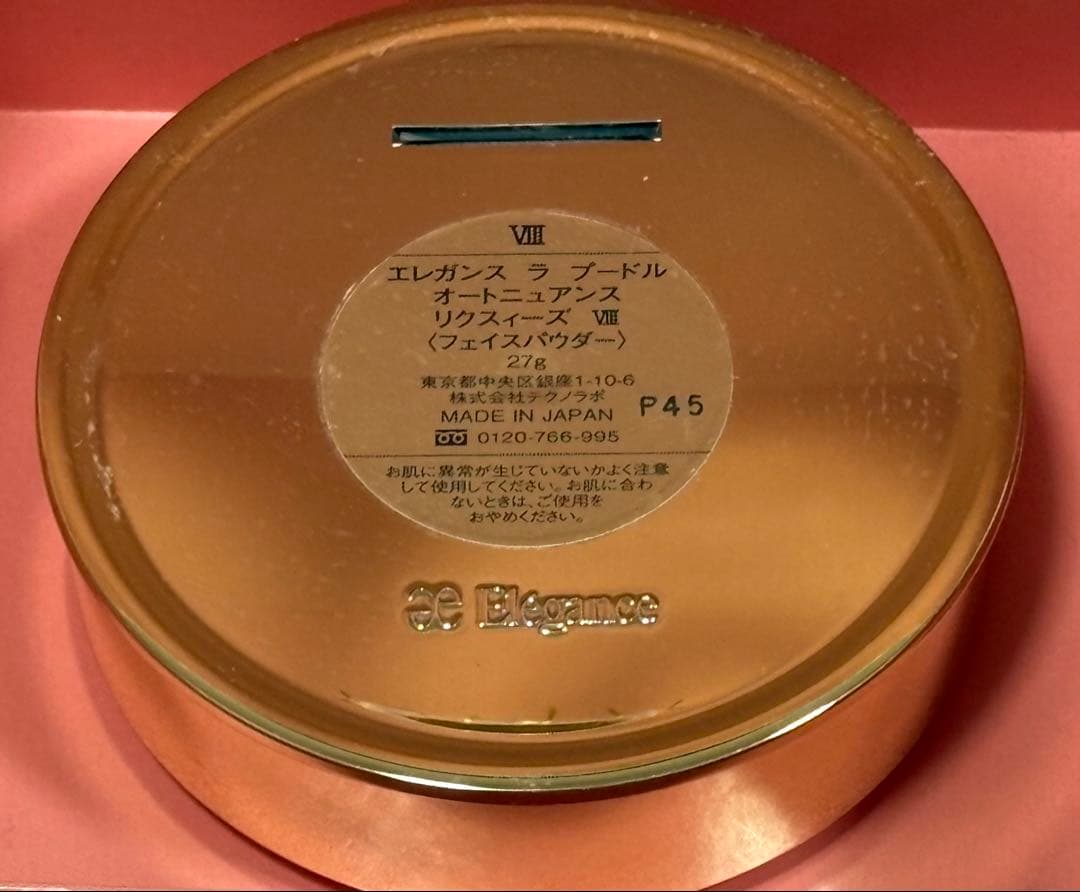 VIII
エレガンス ラ プードル
オートニュアンス
リクスィーズ VIII
〈フェイスパウダー〉
27g
東京都中央区銀座1-10-6
株式会社テクノラボ
MADE IN JAPAN
P45
0120-766-995
お肌に異常が生じていないかよく注意
して使用してください。お肌に合わ
ないときは、ご使用を
おやめください。
Elégance